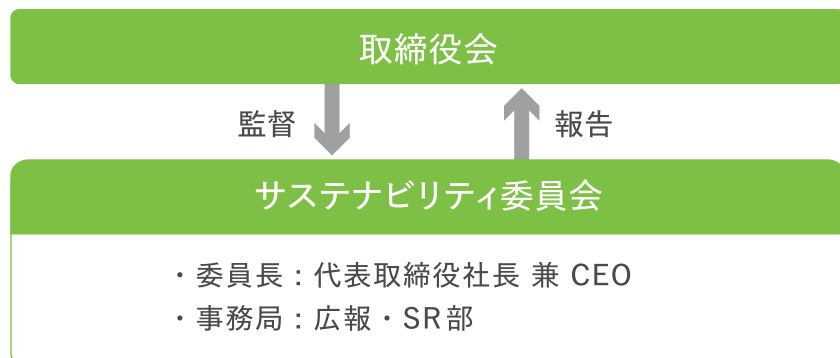 取締役会
監督
報告
サステナビリティ委員会
・委員長：代表取締役社長 兼 CEO
・事務局：広報・SR部